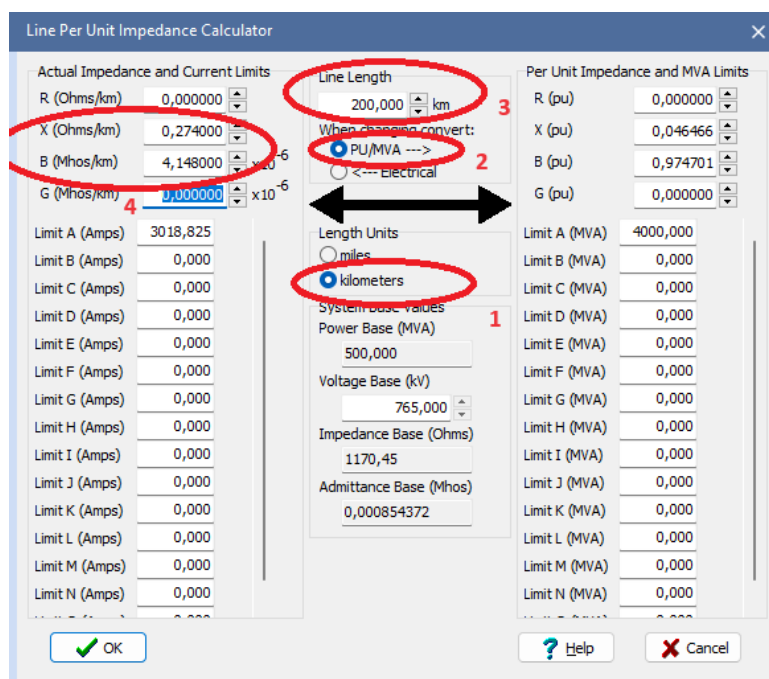 Line Per Unit Impedance Calculator
Actual Impedance and Current Limits
R (Ohms/km) 0,000000
X (Ohms/km) 0,274000
B (Mhos/km) 4,148000 x10 -6
G (Mhos/km) 0,000000 x10 -6
4
Limit A (Amps) 3018,825
Limit B (Amps) 0,000
Limit C (Amps) 0,000
Limit D (Amps) 0,000
Limit E (Amps) 0,000
Limit F (Amps) 0,000
Limit G (Amps) 0,000
Limit H (Amps) 0,000
Limit I (Amps) 0,000
Limit J (Amps) 0,000
Limit K (Amps) 0,000
Limit L (Amps) 0,000
Limit M (Amps) 0,000
Limit N (Amps) 0,000
Line Length
200,000 km
3
When changing convert:
PU/MVA --->
2
<--- Electrical
Length Units
miles
kilometers
1
System Base Values
Power Base (MVA)
500,000
Voltage Base (kV)
765,000
Impedance Base (Ohms)
1170,45
Admittance Base (Mhos)
0,000854372
Per Unit Impedance and MVA Limits
R (pu) 0,000000
X (pu) 0,046466
B (pu) 0,974701
G (pu) 0,000000
Limit A (MVA) 4000,000
Limit B (MVA) 0,000
Limit C (MVA) 0,000
Limit D (MVA) 0,000
Limit E (MVA) 0,000
Limit F (MVA) 0,000
Limit G (MVA) 0,000
Limit H (MVA) 0,000
Limit I (MVA) 0,000
Limit J (MVA) 0,000
Limit K (MVA) 0,000
Limit L (MVA) 0,000
Limit M (MVA) 0,000
Limit N (MVA) 0,000
OK
? Help
Cancel